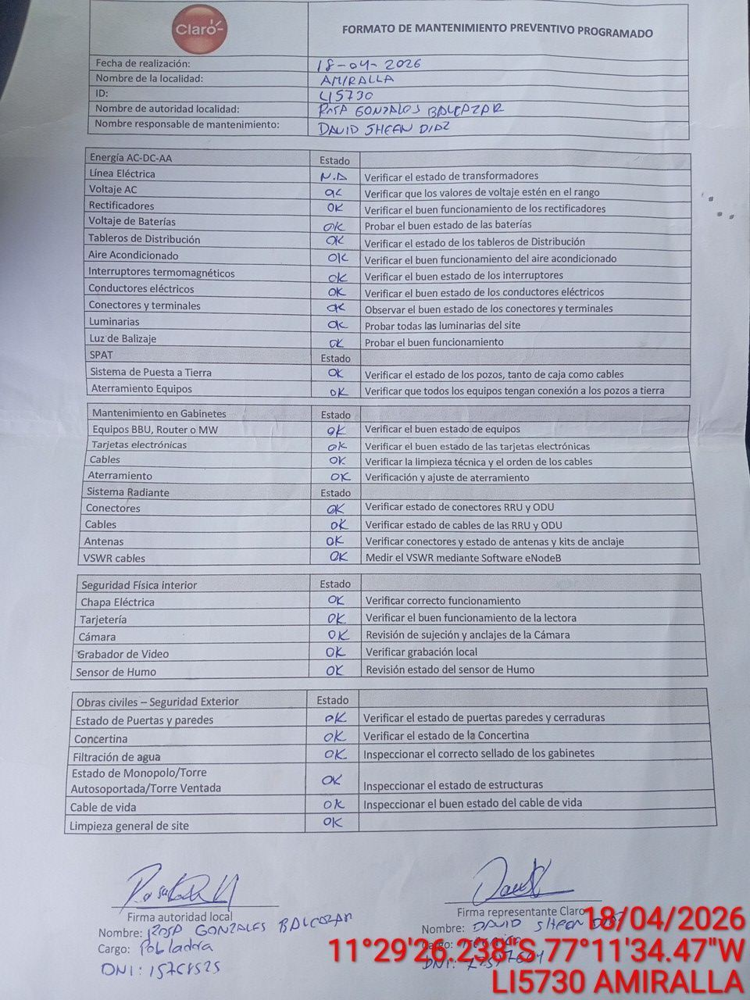 Claro
FORMATO DE MANTENIMIENTO PREVENTIVO PROGRAMADO
Fecha de realización: 18-04-2026
Nombre de la localidad: AMIRALLA
ID: LI5730
Nombre de autoridad localidad: ROSA GONZALES BALCAZAR
Nombre responsable de mantenimiento: DAVID SHEEN DIAZ
Energía AC-DC-AA Estado
Línea Eléctrica N.A Verificar el estado de transformadores
Voltaje AC OK Verificar que los valores de voltaje estén en el rango
Rectificadores OK Verificar el buen funcionamiento de los rectificadores
Voltaje de Baterías OK Probar el buen estado de las baterías
Tableros de Distribución OK Verificar el estado de los tableros de Distribución
Aire Acondicionado OK Verificar el buen funcionamiento del aire acondicionado
Interruptores termomagnéticos OK Verificar el buen estado de los interruptores
Conductores eléctricos OK Verificar el buen estado de los conductores eléctricos
Conectores y terminales OK Observar el buen estado de los conectores y terminales
Luminarias OK Probar todas las luminarias del site
Luz de Balizaje OK Probar el buen funcionamiento
SPAT Estado
Sistema de Puesta a Tierra OK Verificar el estado de los pozos, tanto de caja como cables
Aterramiento Equipos OK Verificar que todos los equipos tengan conexión a los pozos a tierra
Mantenimiento en Gabinetes Estado
Equipos BBU, Router o MW OK Verificar el buen estado de equipos
Tarjetas electrónicas OK Verificar el buen estado de las tarjetas electrónicas
Cables OK Verificar la limpieza técnica y el orden de los cables
Aterramiento OK Verificación y ajuste de aterramiento
Sistema Radiante Estado
Conectores OK Verificar estado de conectores RRU y ODU
Cables OK Verificar estado de cables de las RRU y ODU
Antenas OK Verificar conectores y estado de antenas y kits de anclaje
VSWR cables OK Medir el VSWR mediante Software eNodeB
Seguridad Física interior Estado
Chapa Eléctrica OK Verificar correcto funcionamiento
Tarjetería OK Verificar el buen funcionamiento de la lectora
Cámara OK Revisión de sujeción y anclajes de la Cámara
Grabador de Video OK Verificar grabación local
Sensor de Humo OK Revisión estado del sensor de Humo
Obras civiles – Seguridad Exterior Estado
Estado de Puertas y paredes OK Verificar el estado de puertas paredes y cerraduras
Concertina OK Verificar el estado de la Concertina
Filtración de agua OK Inspeccionar el correcto sellado de los gabinetes
Estado de Monopolo/Torre
Autosoportada/Torre Ventada OK Inspeccionar el estado de estructuras
Cable de vida OK Inspeccionar el buen estado del cable de vida
Limpieza general de site OK
Firma autoridad local
Nombre: ROSA GONZALES BALCAZAR
Cargo: Pobladora
DNI: 15768525
Firma representante Claro
Nombre: DAVID SHEEN DIAZ
Cargo:
DNI:
18/04/2026
11°29'26.238"S 77°11'34.47"W
LI5730 AMIRALLA